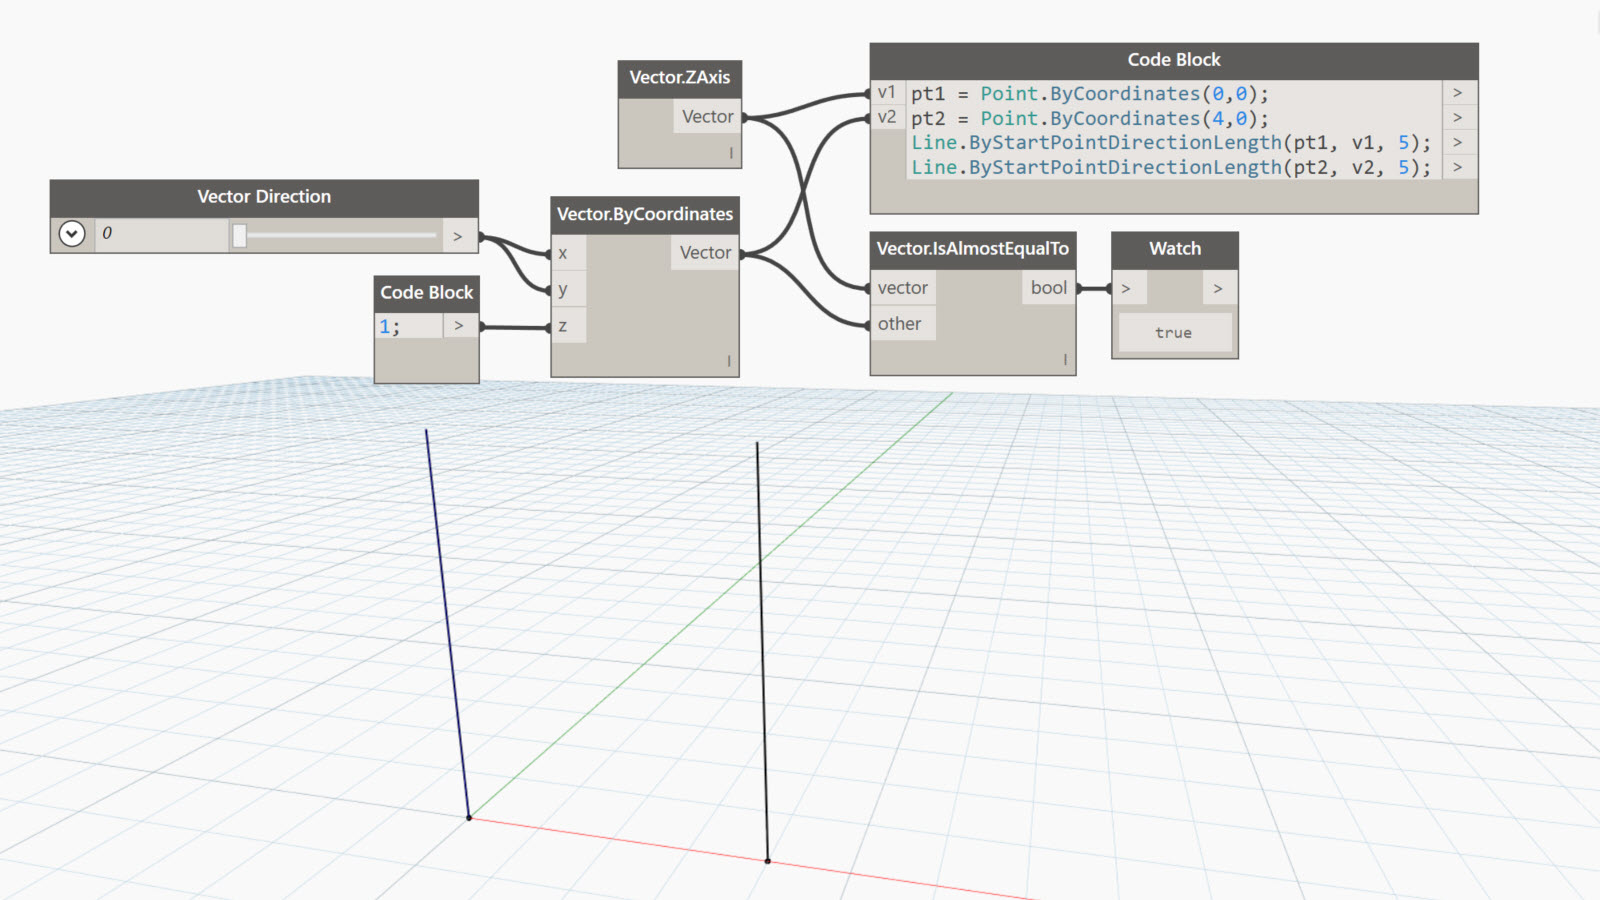 Vector Direction
0
>
Code Block
1;
>
Vector.ZAxis
Vector
l
Vector.ByCoordinates
x
y
z
Vector
l
Code Block
v1 pt1 = Point.ByCoordinates(0,0); >
v2 pt2 = Point.ByCoordinates(4,0); >
Line.ByStartPointDirectionLength(pt1, v1, 5); >
Line.ByStartPointDirectionLength(pt2, v2, 5); >
Vector.IsAlmostEqualTo
vector bool
other
l
Watch
> >
true